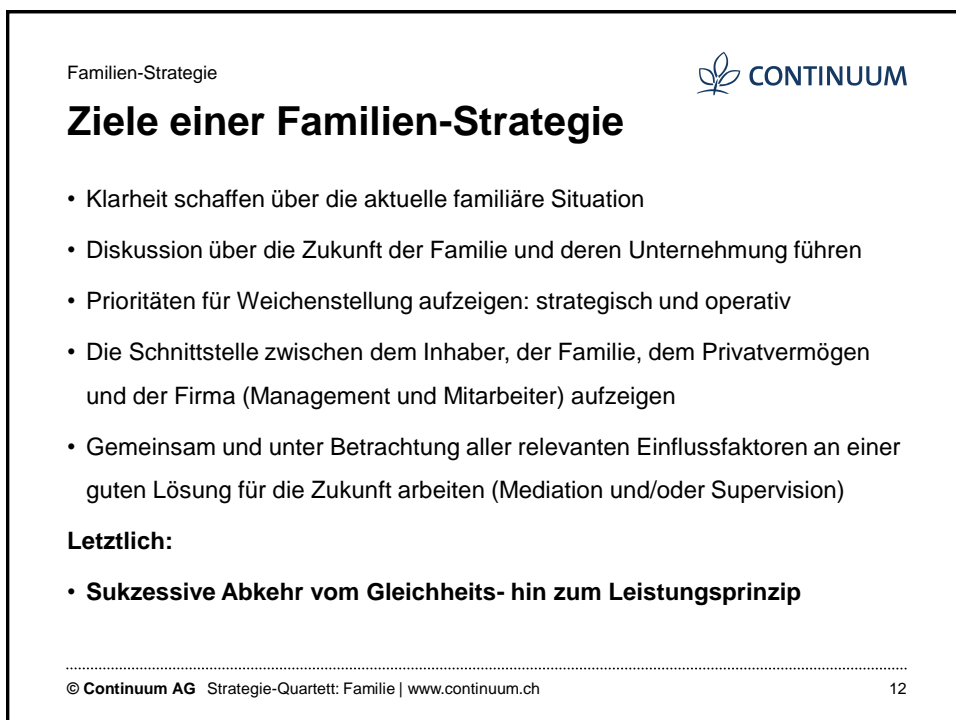 Familien-Strategie
CONTINUUM
Ziele einer Familien-Strategie
• Klarheit schaffen über die aktuelle familiäre Situation
• Diskussion über die Zukunft der Familie und deren Unternehmung führen
• Prioritäten für Weichenstellung aufzeigen: strategisch und operativ
• Die Schnittstelle zwischen dem Inhaber, der Familie, dem Privatvermögen
und der Firma (Management und Mitarbeiter) aufzeigen
• Gemeinsam und unter Betrachtung aller relevanten Einflussfaktoren an einer
guten Lösung für die Zukunft arbeiten (Mediation und/oder Supervision)
Letztlich:
• Sukzessive Abkehr vom Gleichheits- hin zum Leistungsprinzip
© Continuum AG Strategie-Quartett: Familie | www.continuum.ch 12